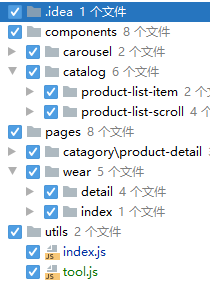 .idea 1 个文件
components 8 个文件
carousel 2 个文件
catalog 6 个文件
product-list-item 2 个文
product-list-scroll 4 个
pages 8 个文件
catagory\product-detail
wear 5 个文件
detail 4 个文件
index 1 个文件
utils 2 个文件
index.js
tool.js